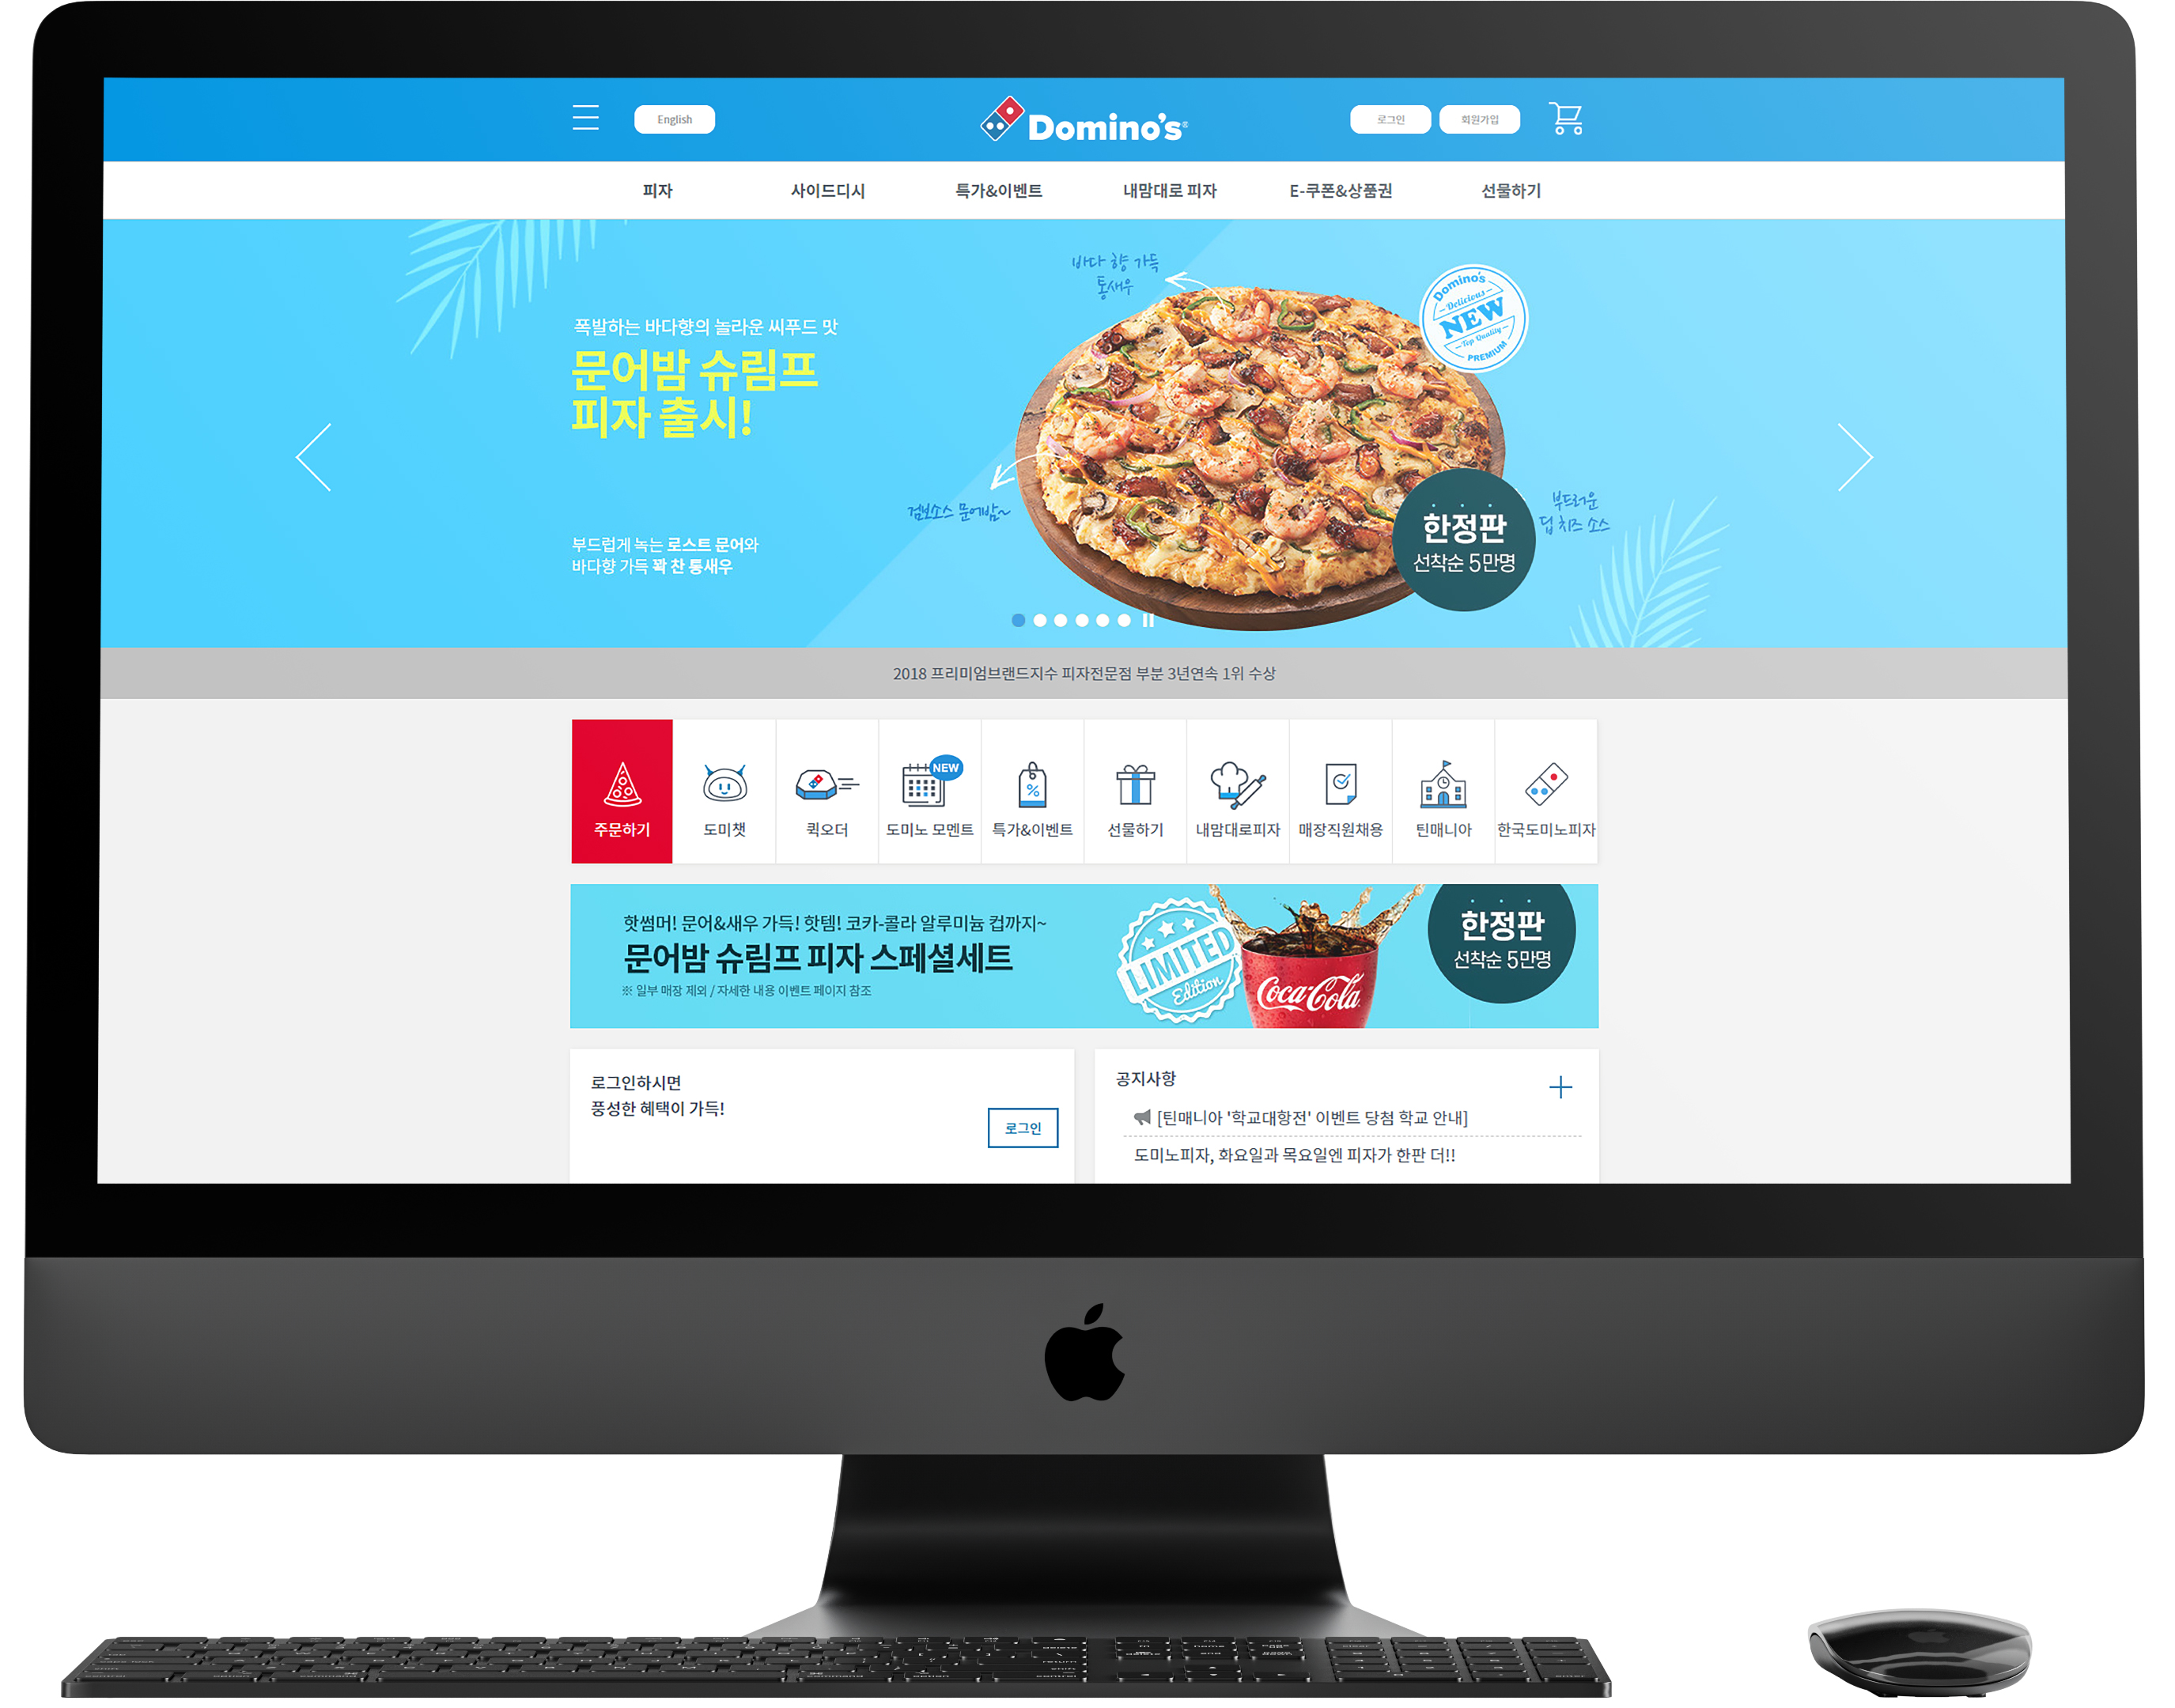 English
Domino's
로그인
회원가입
피자
사이드디시
특가&이벤트
내맘대로 피자
E-쿠폰&상품권
선물하기
폭발하는 바다향의 놀라운 씨푸드 맛
문어밤 슈림프
피자 출시!
부드럽게 녹는 로스트 문어와
바다향 가득 꽉 찬 통새우
바다 향 가득
통새우
검보소스 문어밤~
부드러운
딥 치즈 소스
Domino's
Delicious
NEW
Top Quality
PREMIUM
한정판
선착순 5만명
2018 프리미엄브랜드지수 피자전문점 부분 3년연속 1위 수상
주문하기
도미챗
퀵오더
NEW
도미노 모멘트
특가&이벤트
선물하기
내맘대로피자
매장직원채용
틴매니아
한국도미노피자
핫썸머! 문어&새우 가득! 핫템! 코카-콜라 알루미늄 컵까지~
문어밤 슈림프 피자 스페셜세트
※ 일부 매장 제외 / 자세한 내용 이벤트 페이지 참조
LIMITED
Edition
Coca-Cola
한정판
선착순 5만명
로그인하시면
풍성한 혜택이 가득!
로그인
공지사항
[틴매니아 '학교대항전' 이벤트 당첨 학교 안내]
도미노피자, 화요일과 목요일엔 피자가 한판 더!!